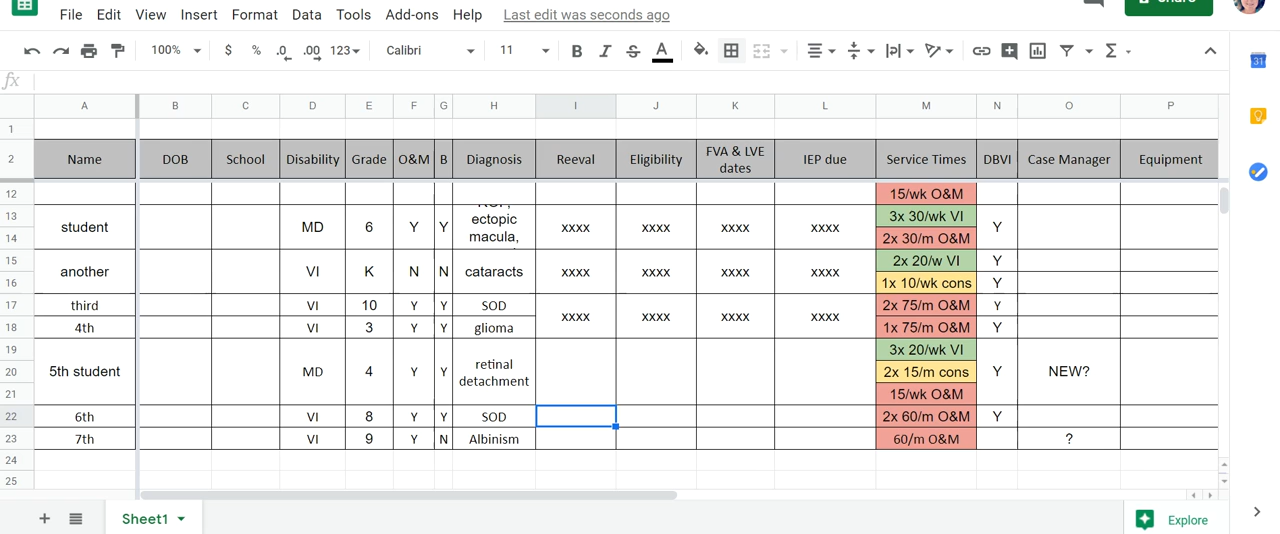 File Edit View Insert Format Data Tools Add-ons Help Last edit was seconds ago
100% $ % .0 .00 123 Calibri 11 B I S A
fx
A B C D E F G H I J K L M N O P
1
2 Name DOB School Disability Grade O&M B Diagnosis Reeval Eligibility FVA & LVE dates IEP due Service Times DBVI Case Manager Equipment
12 15/wk O&M
13 3x 30/wk VI
student MD 6 Y Y ectopic macula, xxxx xxxx xxxx xxxx Y
14 2x 30/m O&M
15 2x 20/w VI Y
another VI K N N cataracts xxxx xxxx xxxx xxxx
16 1x 10/wk cons Y
17 third VI 10 Y Y SOD 2x 75/m O&M Y
xxxx xxxx xxxx xxxx
18 4th VI 3 Y Y glioma 1x 75/m O&M Y
19 3x 20/wk VI
20 5th student MD 4 Y Y retinal detachment 2x 15/m cons Y NEW?
21 15/wk O&M
22 6th VI 8 Y Y SOD 2x 60/m O&M Y
23 7th VI 9 Y N Albinism 60/m O&M ?
24
25
Sheet1 Explore
31